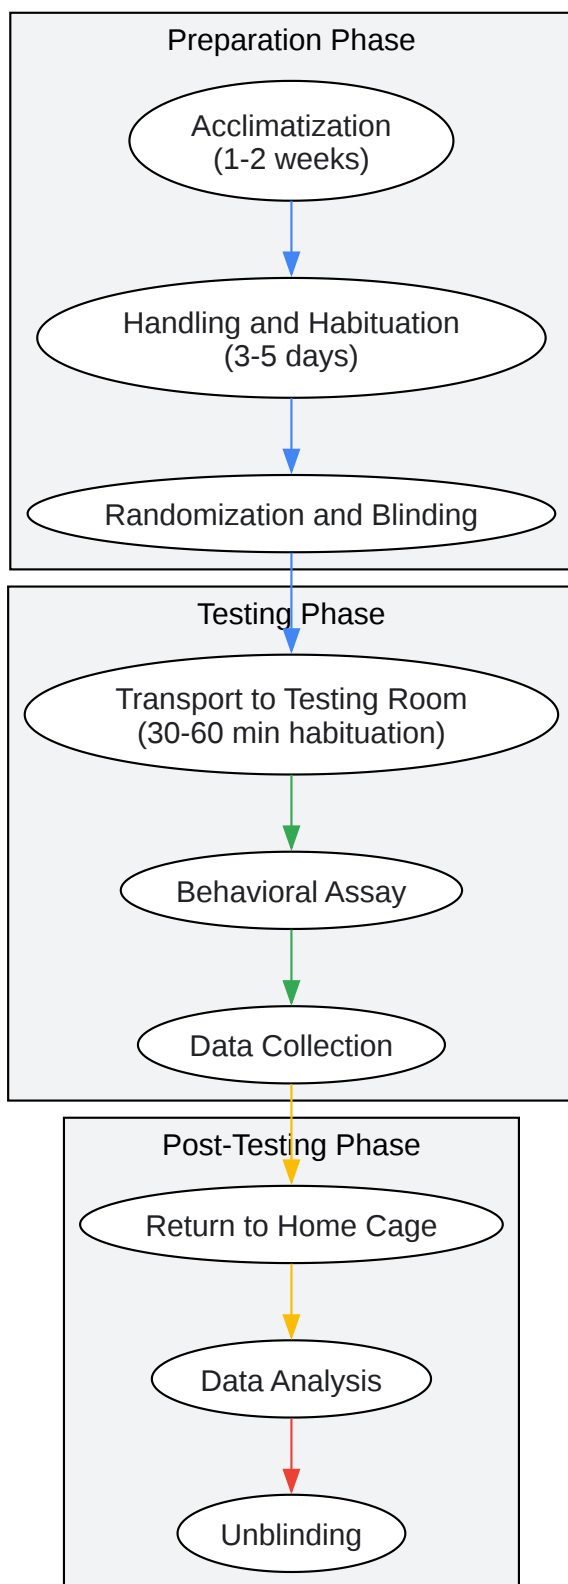 Preparation Phase
Acclimatization
(1-2 weeks)
Handling and Habituation
(3-5 days)
Randomization and Blinding
Testing Phase
Transport to Testing Room
(30-60 min habituation)
Behavioral Assay
Data Collection
Post-Testing Phase
Return to Home Cage
Data Analysis
Unblinding